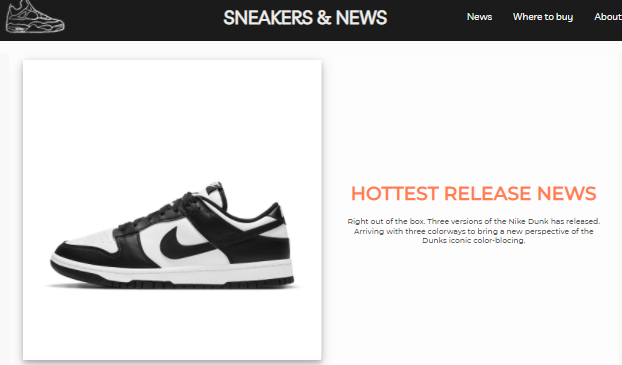 SNEAKERS & NEWS
News Where to buy About
HOTTEST RELEASE NEWS
Right out of the box. Three versions of the Nike Dunk has released.
Arriving with three colorways to bring a new perspective of the
Dunks iconic color-blocing.